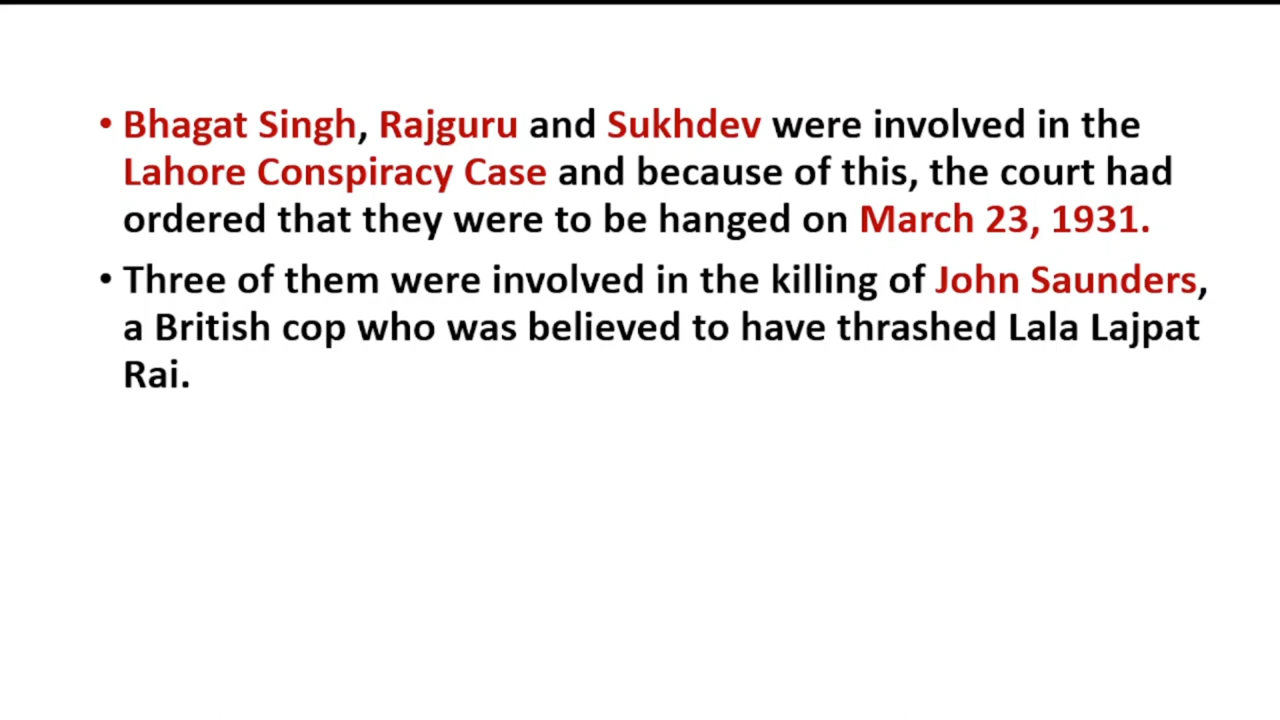 • Bhagat Singh, Rajguru and Sukhdev were involved in the
Lahore Conspiracy Case and because of this, the court had
ordered that they were to be hanged on March 23, 1931.
• Three of them were involved in the killing of John Saunders,
a British cop who was believed to have thrashed Lala Lajpat
Rai.